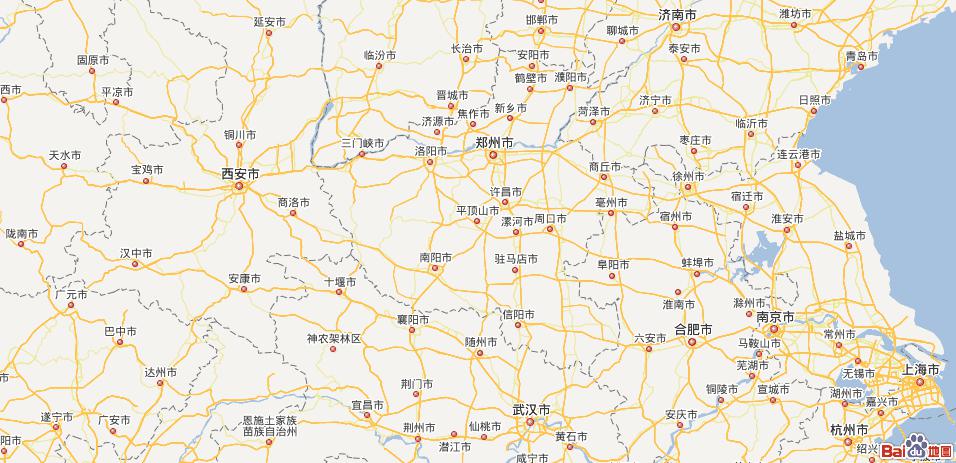 济南市
潍坊市
延安市
邯郸市
聊城市
长治市
泰安市
临汾市
安阳市
青岛市
固原市
鹤壁市
濮阳市
西市
平凉市
晋城市
日照市
济宁市
新乡市
菏泽市
焦作市
济源市
临沂市
铜川市
枣庄市
三门峡市
洛阳市
郑州市
天水市
连云港市
宝鸡市
西安市
商丘市
徐州市
许昌市
宿迁市
商洛市
平顶山市
亳州市
漯河市
周口市
宿州市
淮安市
陇南市
盐城市
汉中市
南阳市
驻马店市
阜阳市
蚌埠市
安康市
十堰市
广元市
淮南市
滁州市
襄阳市
信阳市
南京市
巴中市
合肥市
常州市
神农架林区
随州市
六安市
马鞍山市
芜湖市
无锡市
上海市
达州市
荆门市
铜陵市
宣城市
湖州市
嘉兴市
宜昌市
武汉市
遂宁市
广安市
恩施土家族
苗族自治州
安庆市
荆州市
仙桃市
杭州市
阳市
潜江市
黄石市
绍兴
咸宁市
Bai
地图